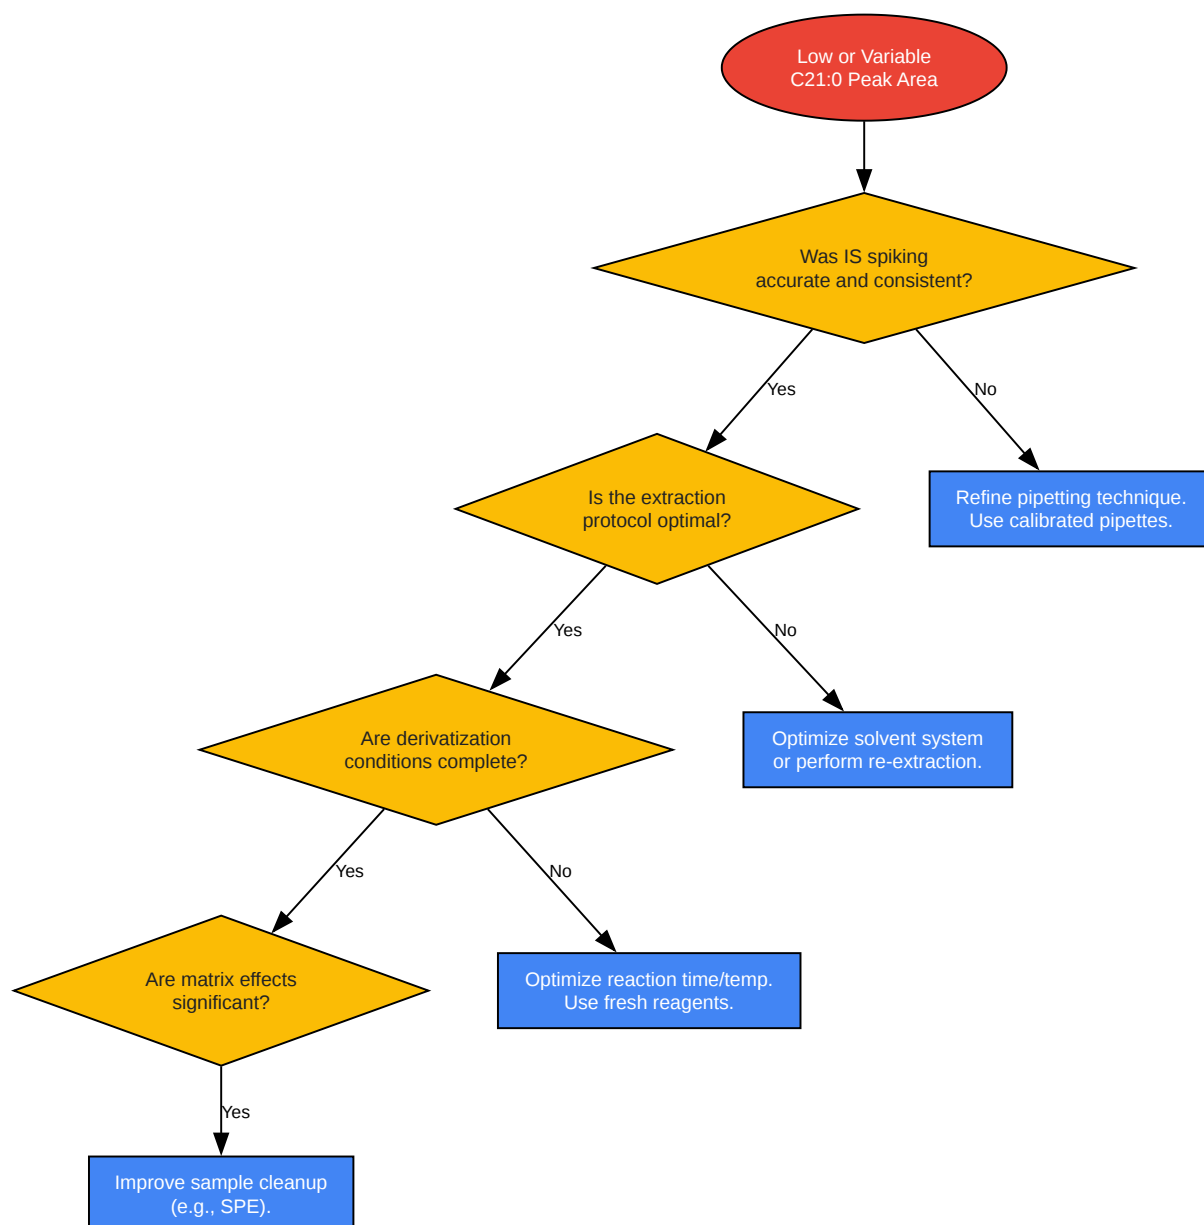 Low or Variable
C21:0 Peak Area
Was IS spiking
accurate and consistent?
Yes
No
Is the extraction
protocol optimal?
Refine pipetting technique.
Use calibrated pipettes.
Yes
No
Are derivatization
conditions complete?
Optimize solvent system
or perform re-extraction.
Yes
No
Are matrix effects
significant?
Optimize reaction time/temp.
Use fresh reagents.
Yes
Improve sample cleanup
(e.g., SPE).